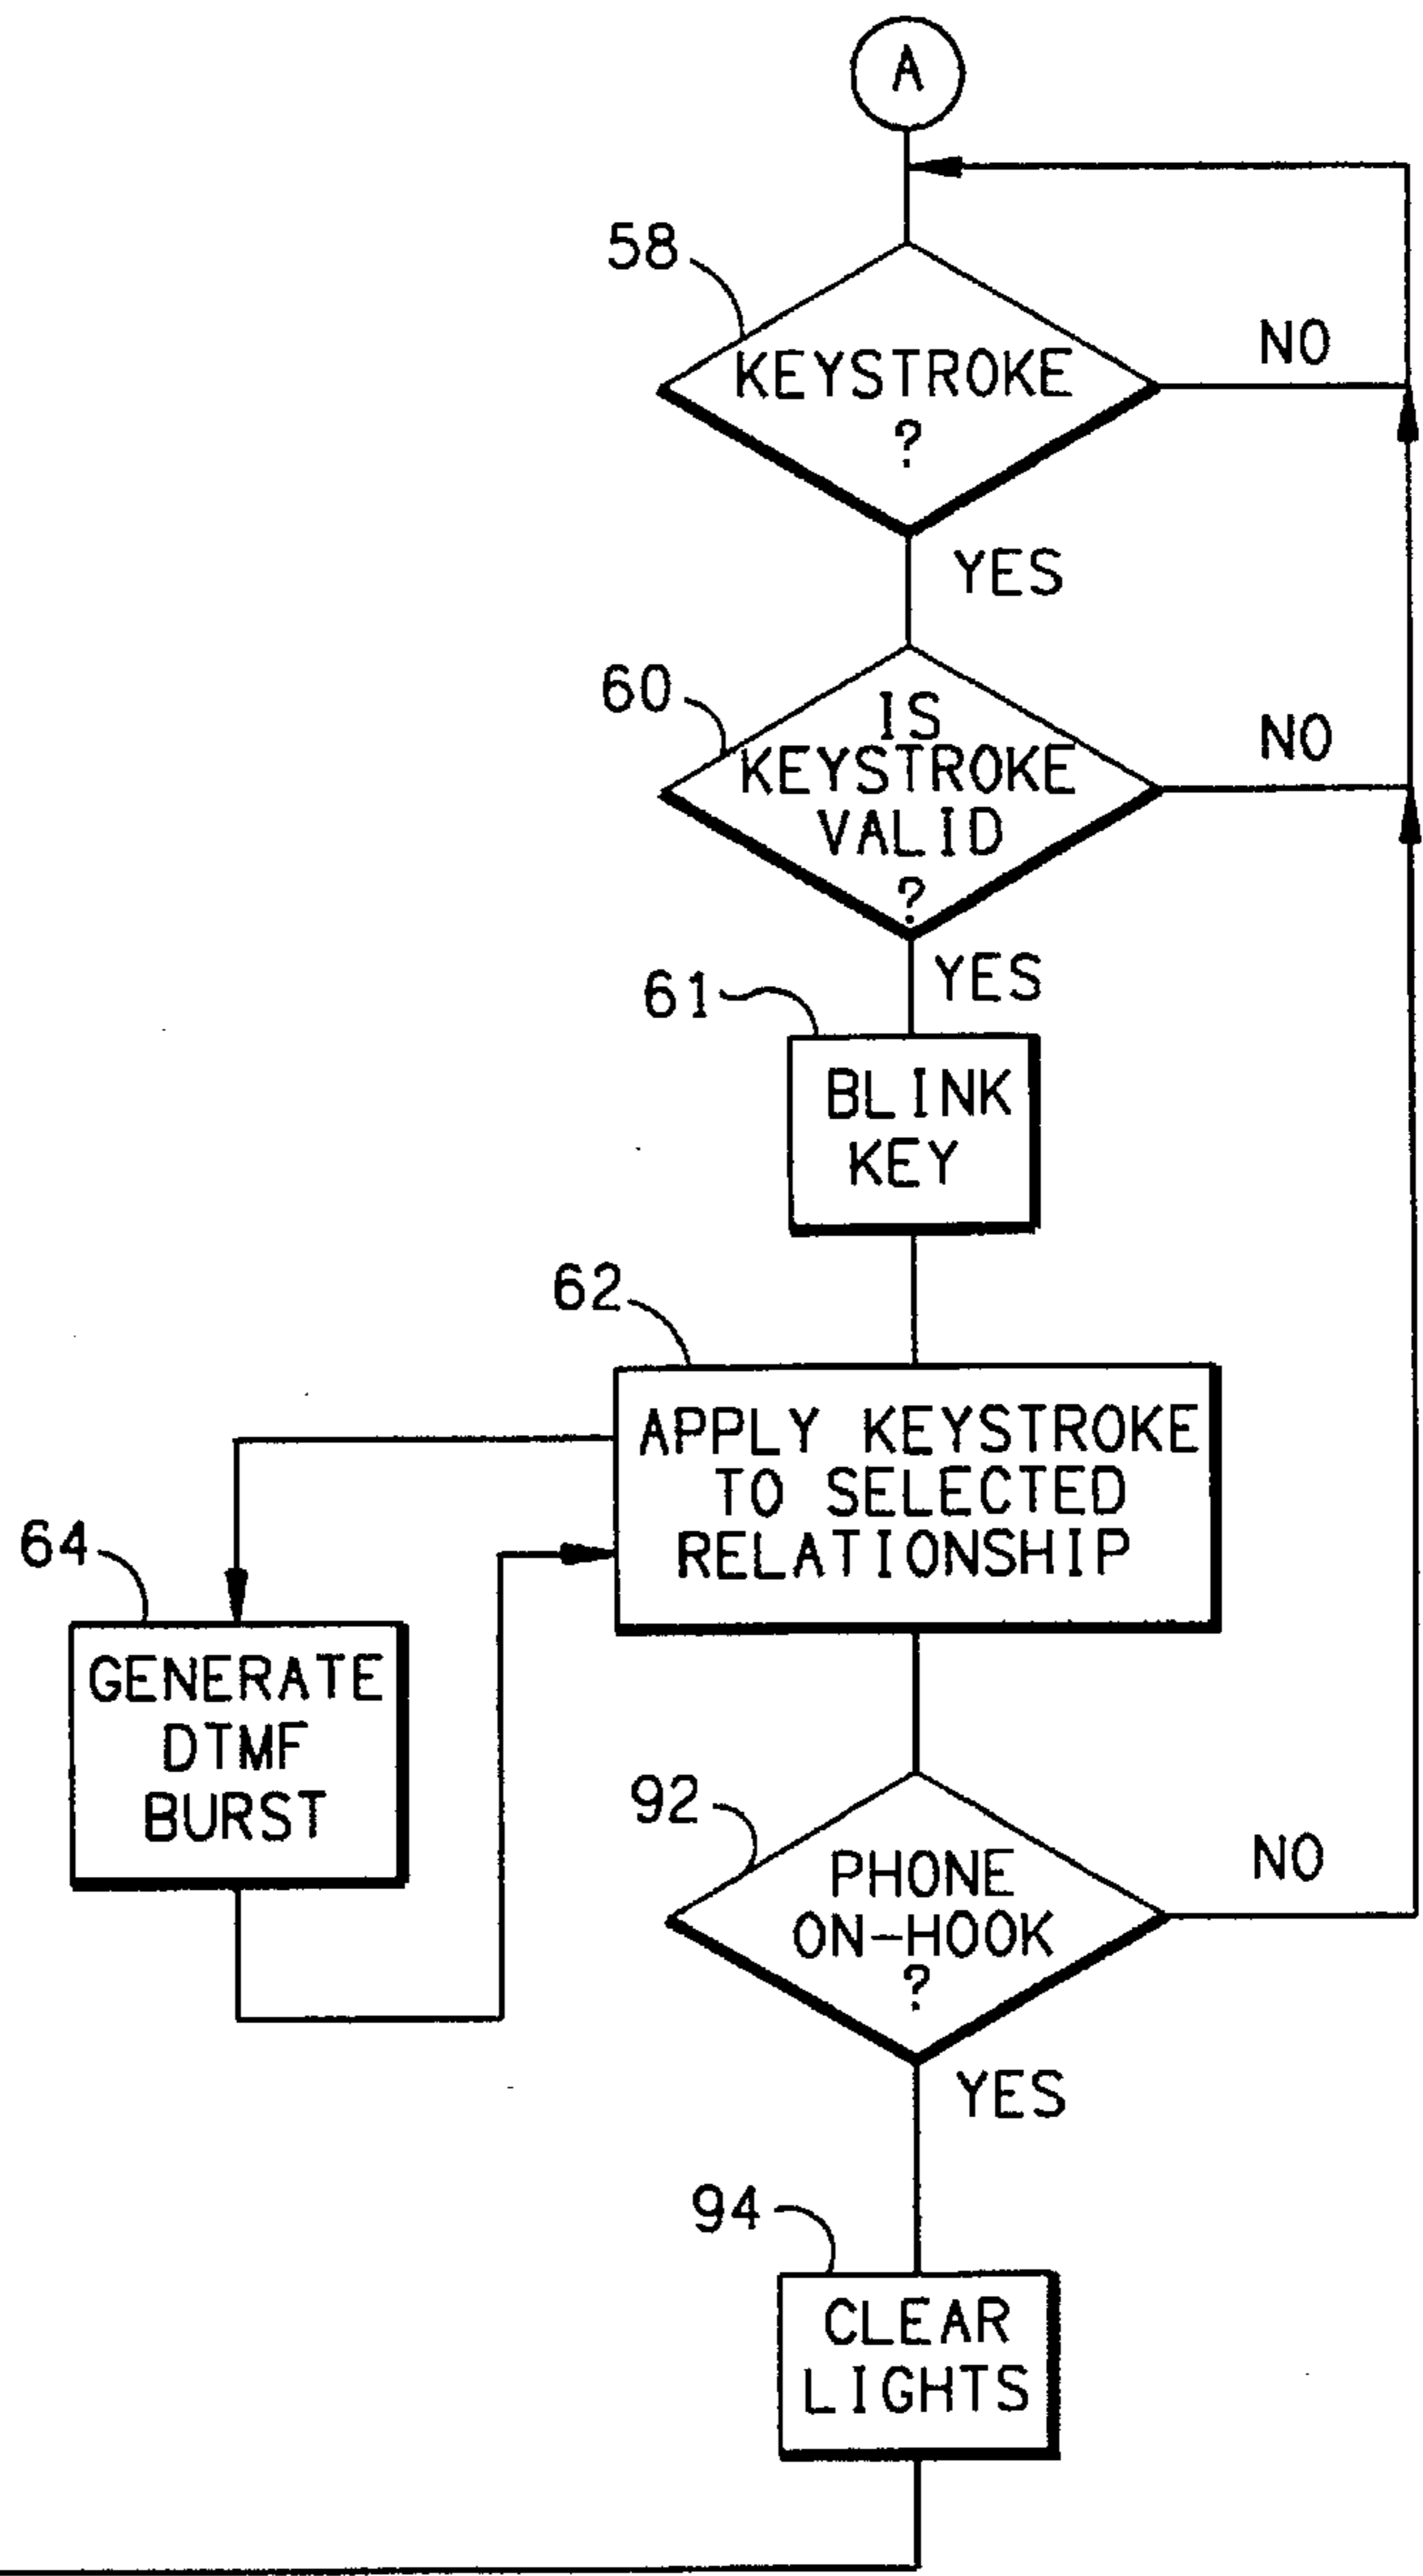 A
58
KEYSTROKE
?
NO
YES
60
IS
KEYSTROKE
VALID
?
NO
YES
61
BLINK
KEY
62
APPLY KEYSTROKE
TO SELECTED
RELATIONSHIP
64
GENERATE
DTMF
BURST
92
PHONE
ON-HOOK
?
NO
YES
94
CLEAR
LIGHTS